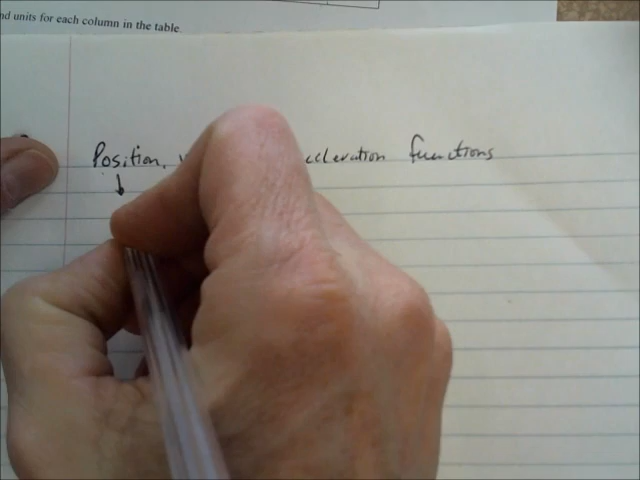 nd units for each column in the table
Position, v cceleration functions